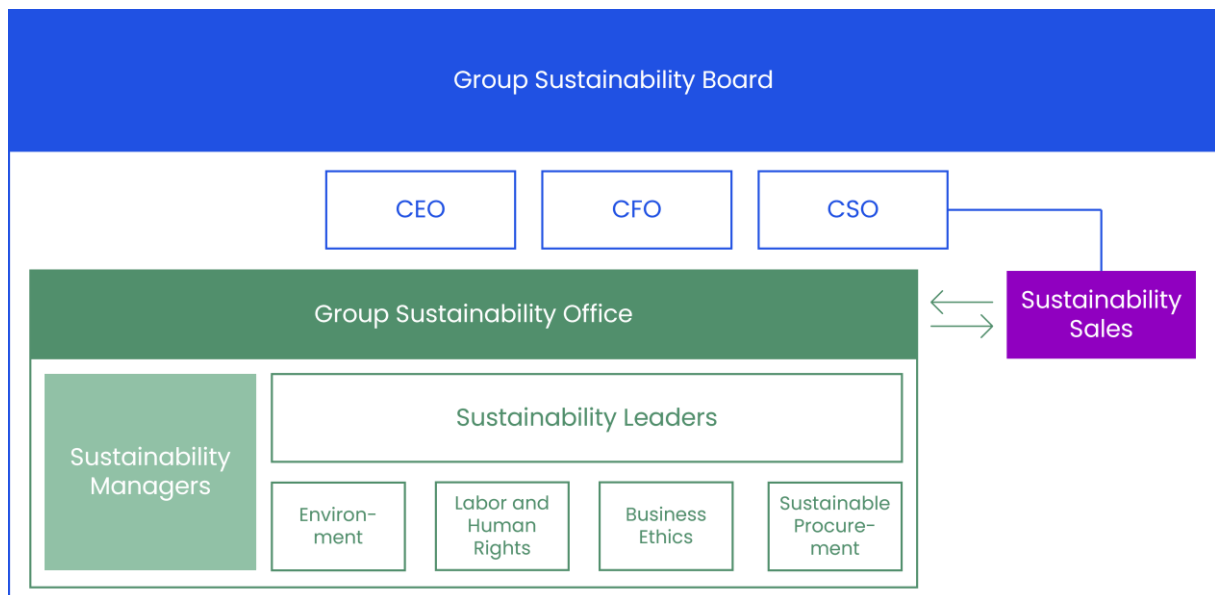 Group Sustainability Board
CEO
CFO
CSO
Group Sustainability Office
Sustainability
Sales
Sustainability
Managers
Sustainability Leaders
Environ-
ment
Labor and
Human
Rights
Business
Ethics
Sustainable
Procure-
ment